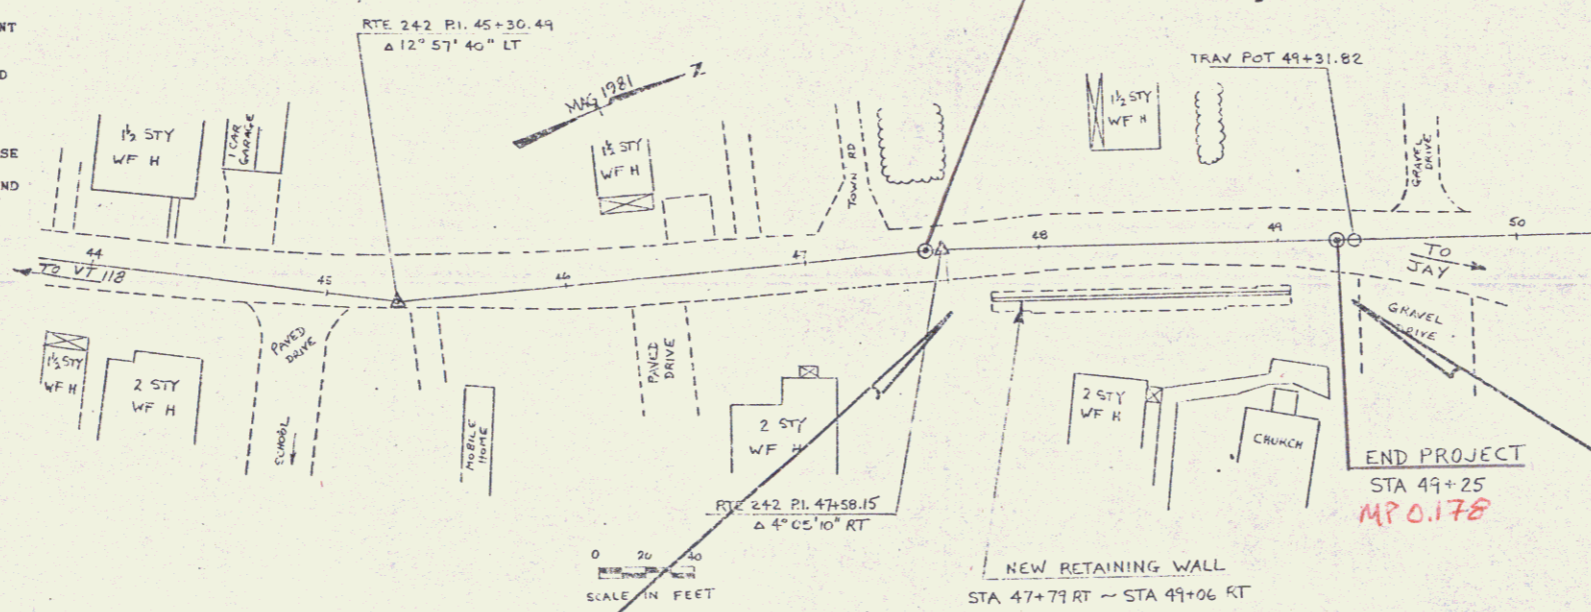 NT
D
SE
ND
RTE 242 P.I. 45+30.49
Δ 12° 57' 40" LT
MAG 1981
Z
TRAV POT 49+31.82
1½ STY
WF H
1 CAR
GARAGE
1½ STY
WF H
TOWN RD
1½ STY
WF H
GRAVEL
DRIVE
44
45
46
47
48
49
50
TO VT 118
TO
JAY
1½ STY
WF H
2 STY
WF H
PAVED
DRIVE
SCHOOL
MOBILE
HOME
PAVED
DRIVE
2 STY
WF H
2 STY
WF H
CHURCH
GRAVEL
DRIVE
RTE 242 P.I. 47+58.15
Δ 4° 05' 10" RT
END PROJECT
STA 49+25
MP 0.178
0 20 40
SCALE IN FEET
NEW RETAINING WALL
STA 47+79 RT ~ STA 49+06 RT